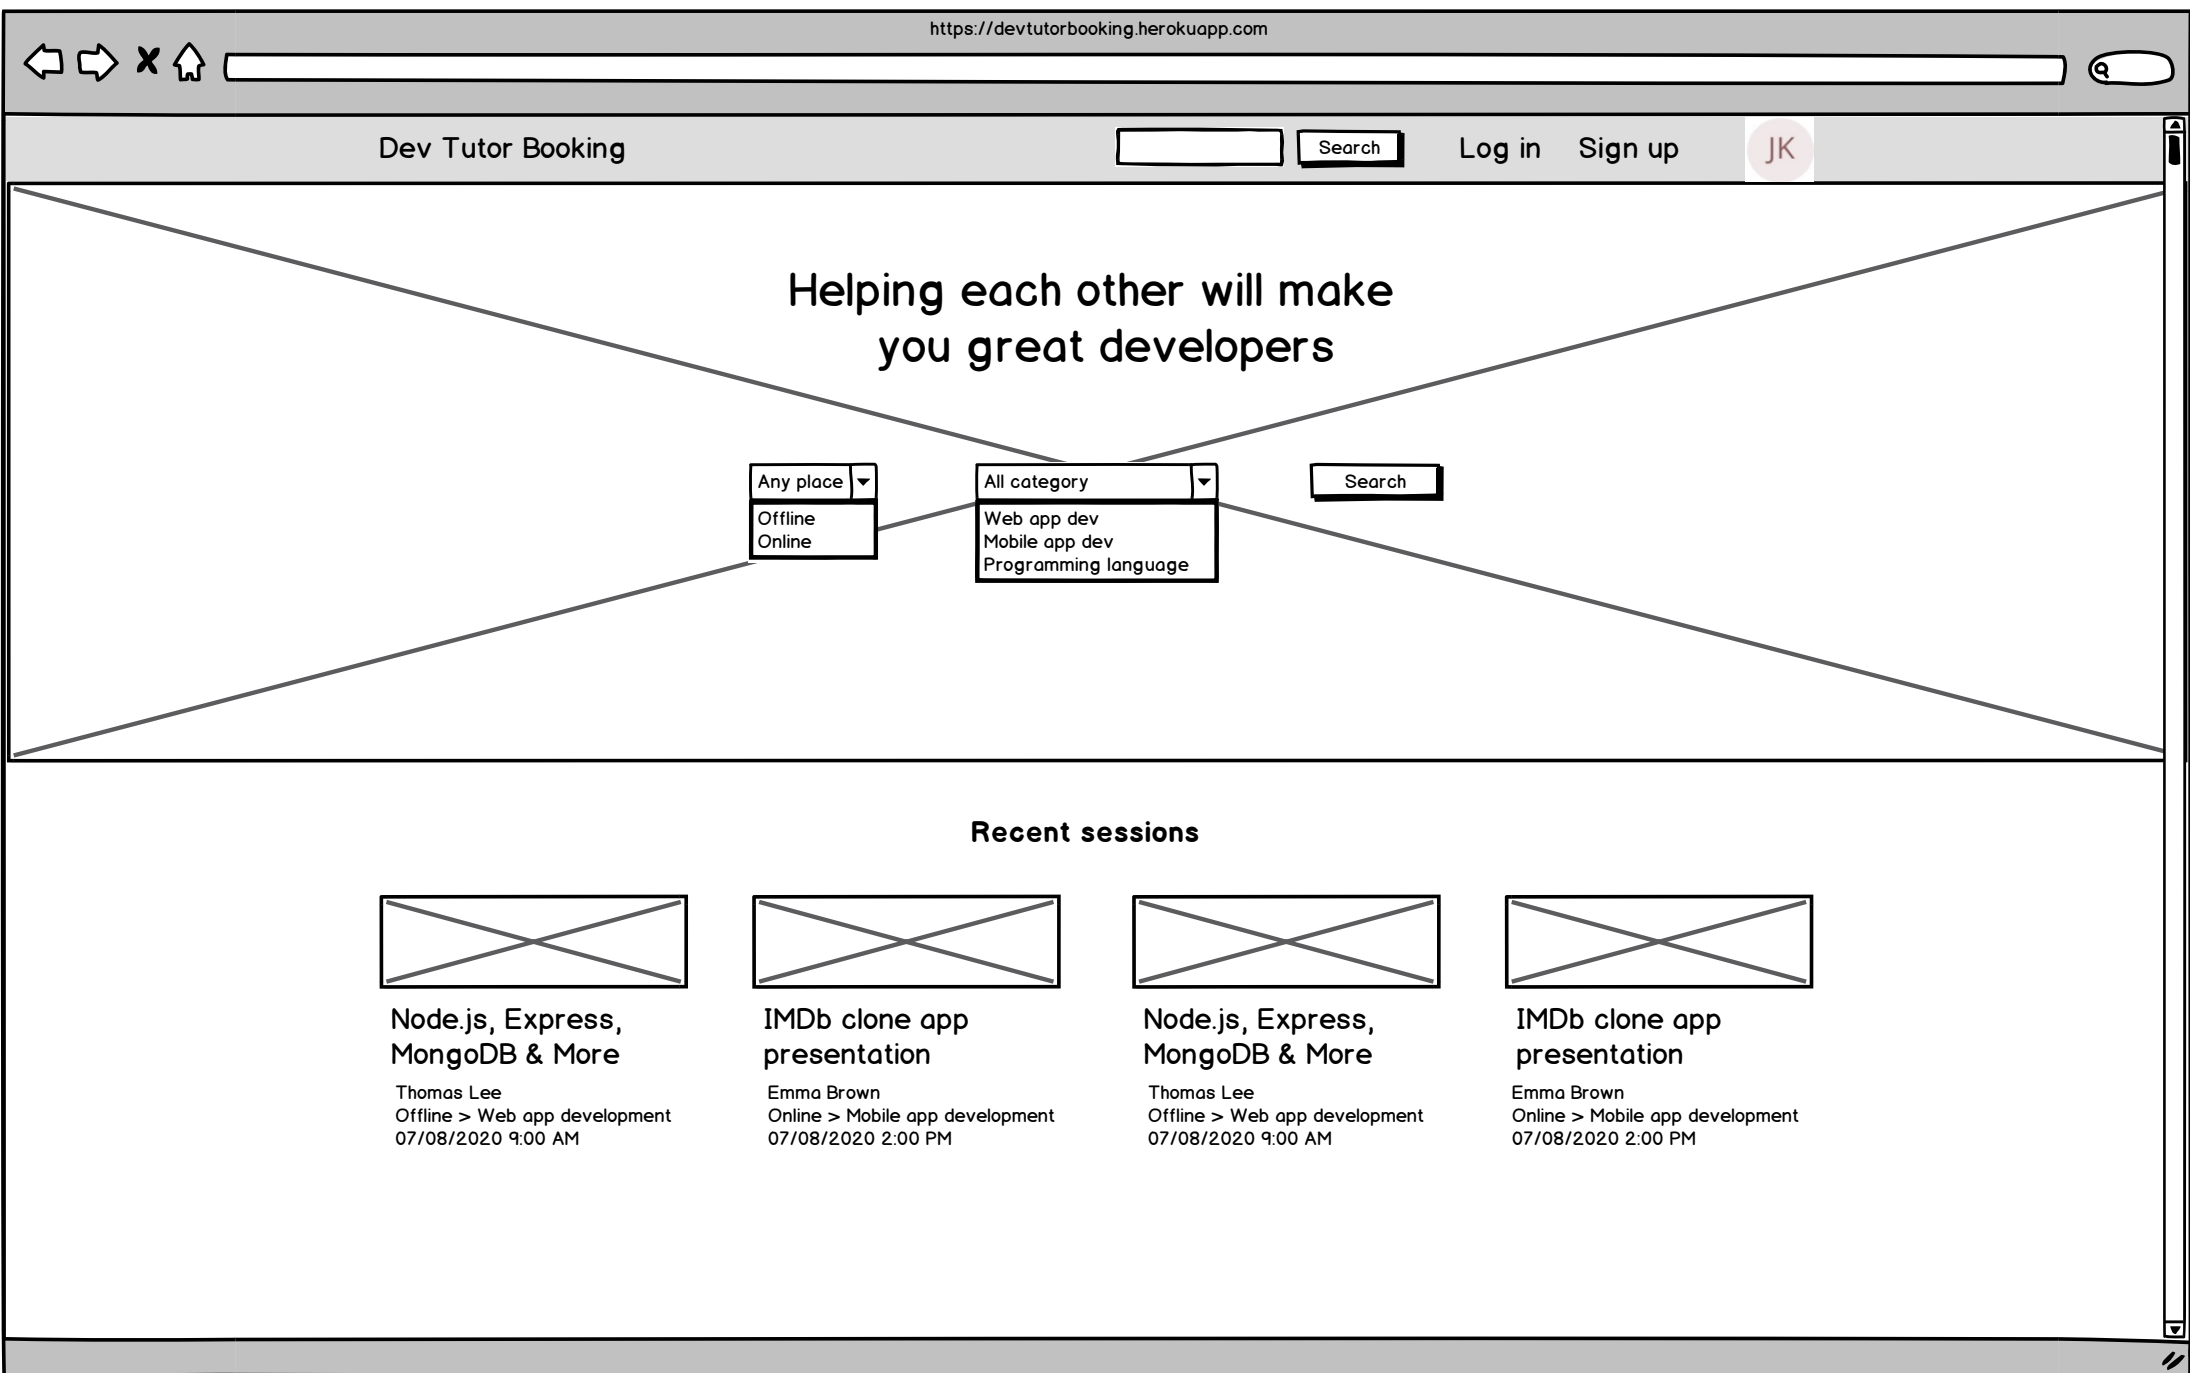 https://devtutorbooking.herokuapp.com
Dev Tutor Booking
Search
Log in
Sign up
JK
Helping each other will make
you great developers
Any place
Offline
Online
All category
Web app dev
Mobile app dev
Programming language
Search
Recent sessions
Node.js, Express,
MongoDB & More
Thomas Lee
Offline > Web app development
07/08/2020 9:00 AM
IMDb clone app
presentation
Emma Brown
Online > Mobile app development
07/08/2020 2:00 PM
Node.js, Express,
MongoDB & More
Thomas Lee
Offline > Web app development
07/08/2020 9:00 AM
IMDb clone app
presentation
Emma Brown
Online > Mobile app development
07/08/2020 2:00 PM